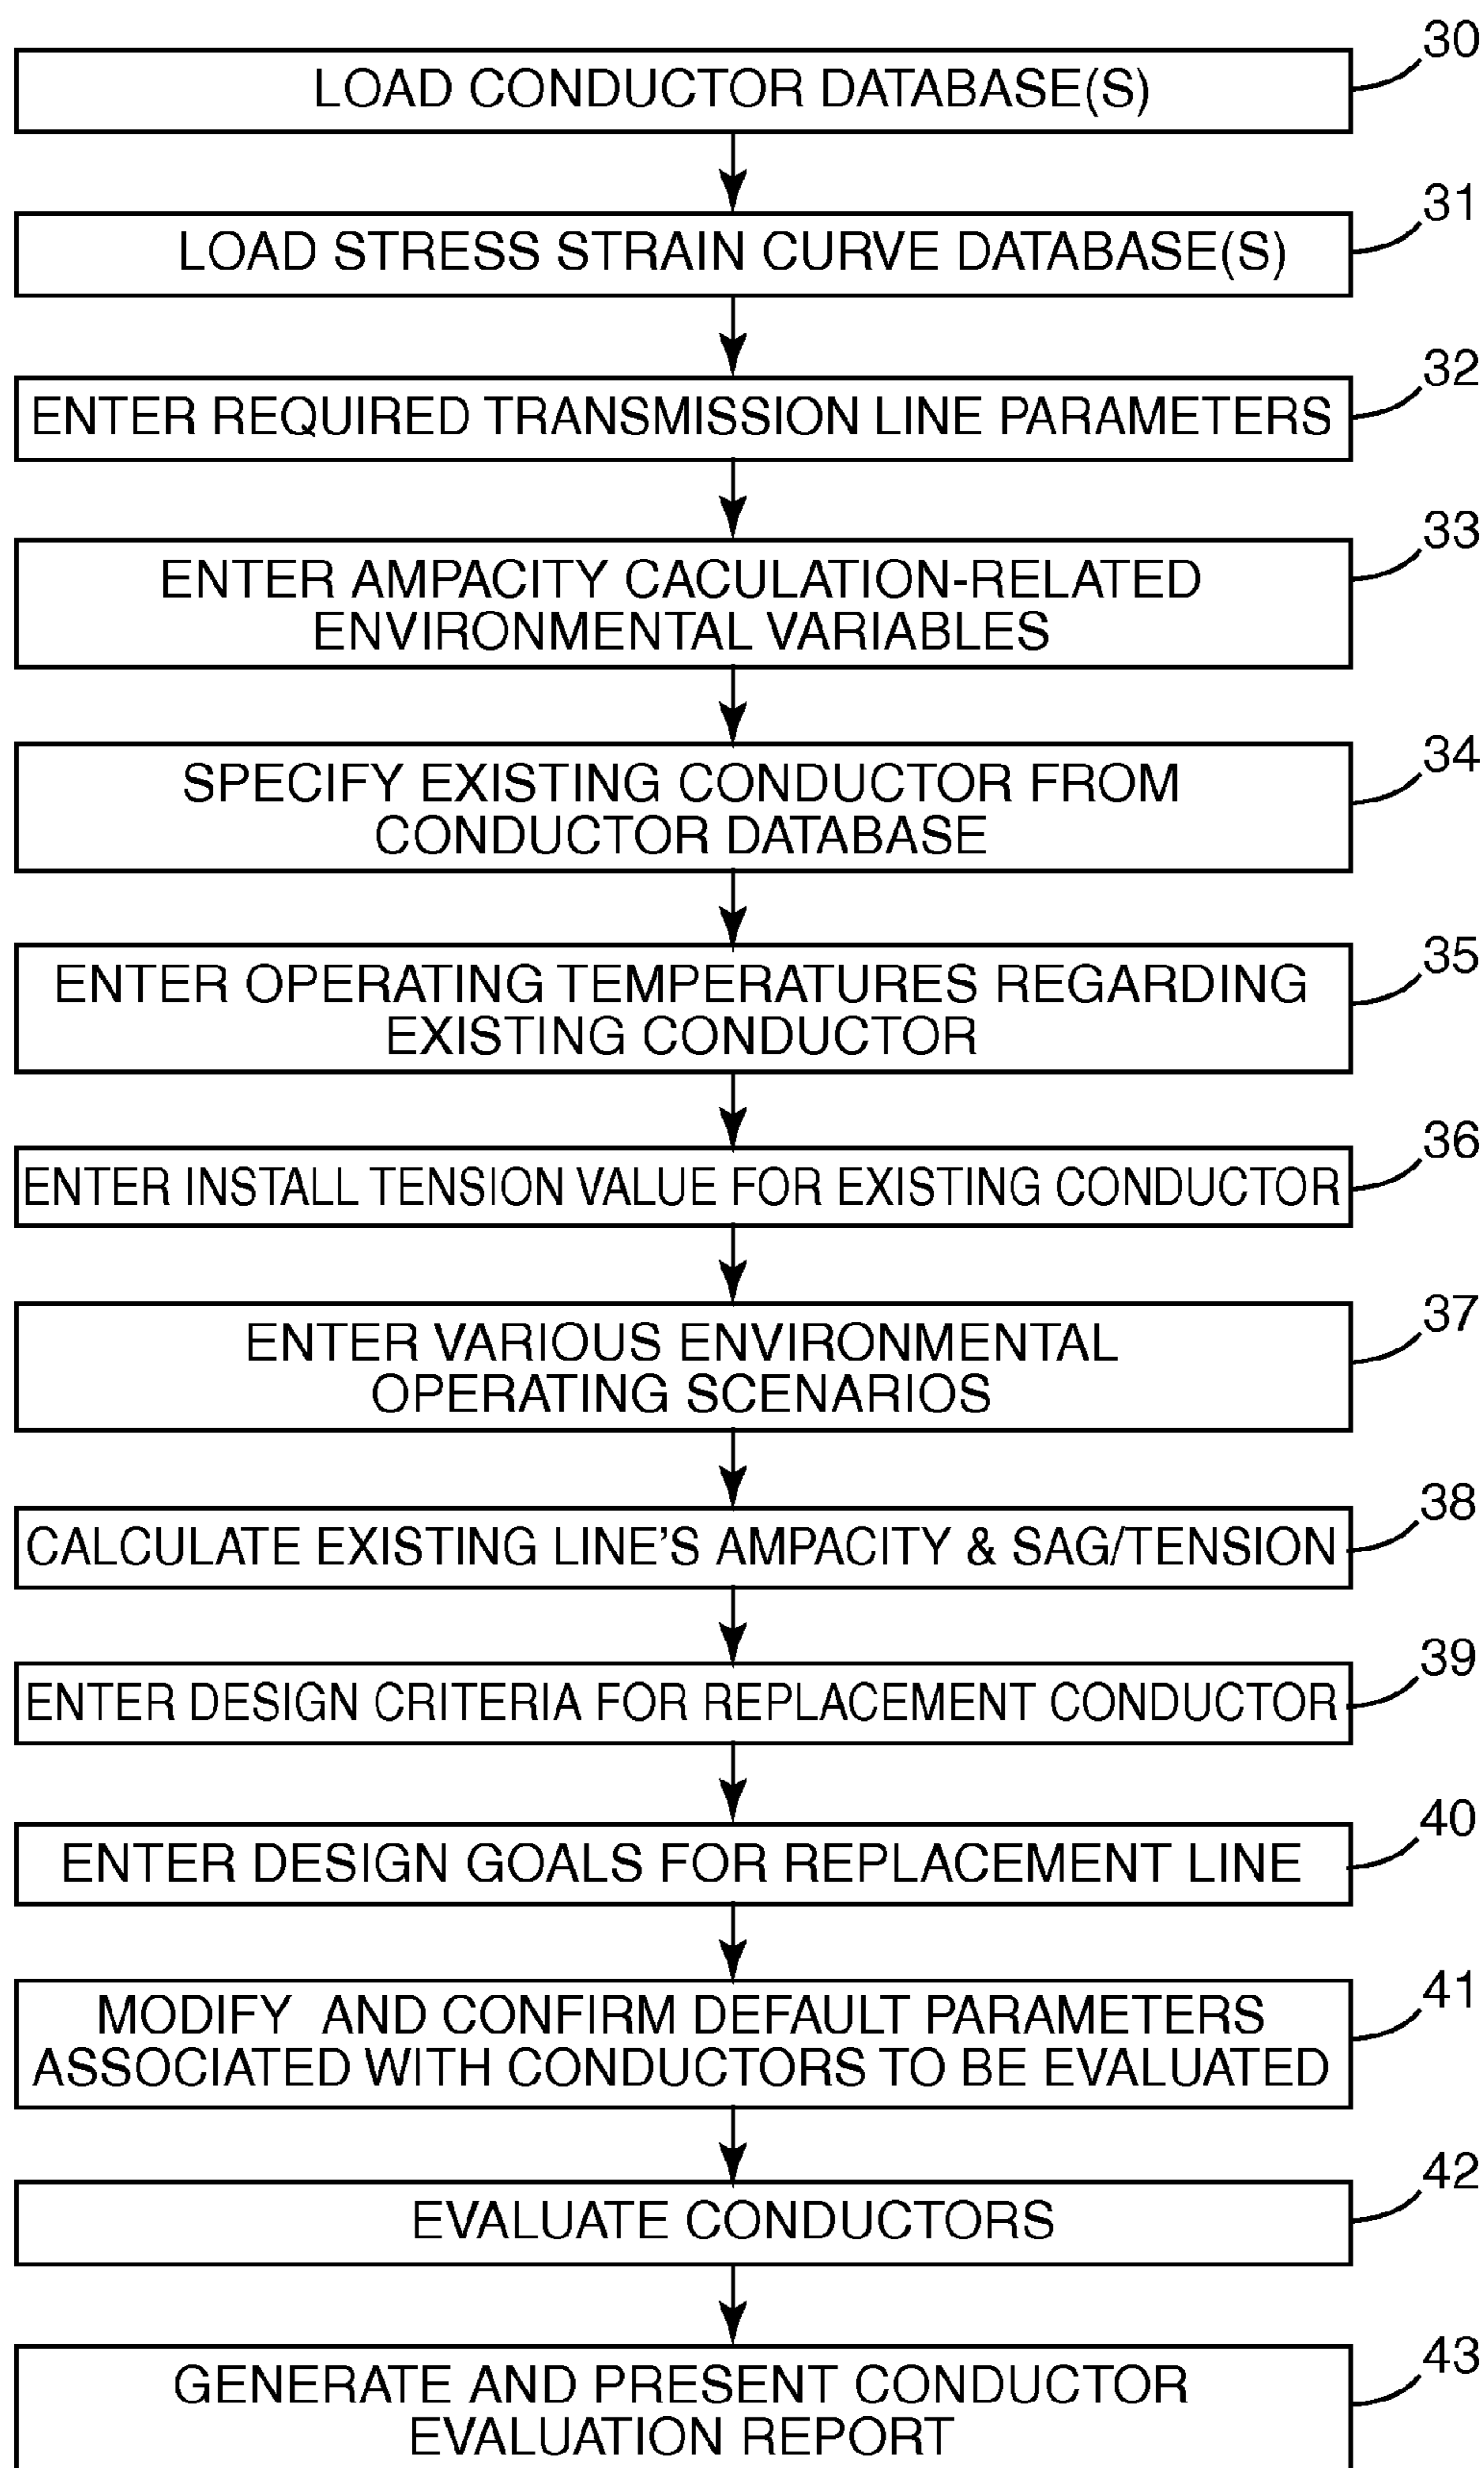 30
LOAD CONDUCTOR DATABASE(S)
31
LOAD STRESS STRAIN CURVE DATABASE(S)
32
ENTER REQUIRED TRANSMISSION LINE PARAMETERS
33
ENTER AMPACITY CACULATION-RELATED
ENVIRONMENTAL VARIABLES
34
SPECIFY EXISTING CONDUCTOR FROM
CONDUCTOR DATABASE
35
ENTER OPERATING TEMPERATURES REGARDING
EXISTING CONDUCTOR
36
ENTER INSTALL TENSION VALUE FOR EXISTING CONDUCTOR
37
ENTER VARIOUS ENVIRONMENTAL
OPERATING SCENARIOS
38
CALCULATE EXISTING LINE'S AMPACITY & SAG/TENSION
39
ENTER DESIGN CRITERIA FOR REPLACEMENT CONDUCTOR
40
ENTER DESIGN GOALS FOR REPLACEMENT LINE
41
MODIFY AND CONFIRM DEFAULT PARAMETERS
ASSOCIATED WITH CONDUCTORS TO BE EVALUATED
42
EVALUATE CONDUCTORS
43
GENERATE AND PRESENT CONDUCTOR
EVALUATION REPORT